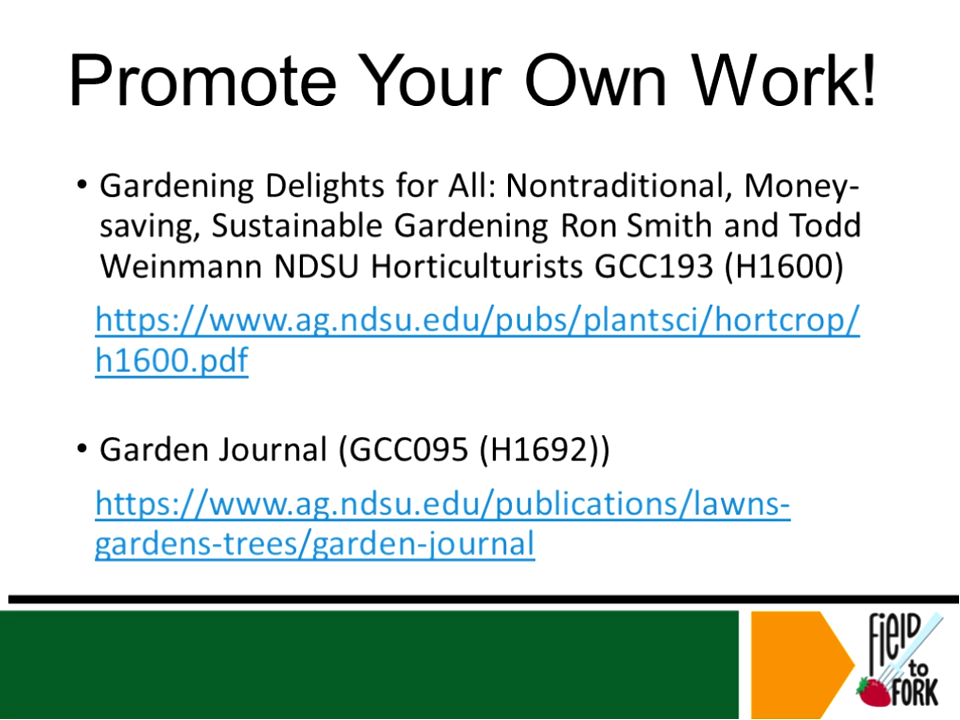 Promote Your Own Work!
• Gardening Delights for All: Nontraditional, Money-
saving, Sustainable Gardening Ron Smith and Todd
Weinmann NDSU Horticulturists GCC193 (H1600)
https://www.ag.ndsu.edu/pubs/plantsci/hortcrop/
h1600.pdf
• Garden Journal (GCC095 (H1692))
https://www.ag.ndsu.edu/publications/lawns-
gardens-trees/garden-journal
FIELD
to
FORK